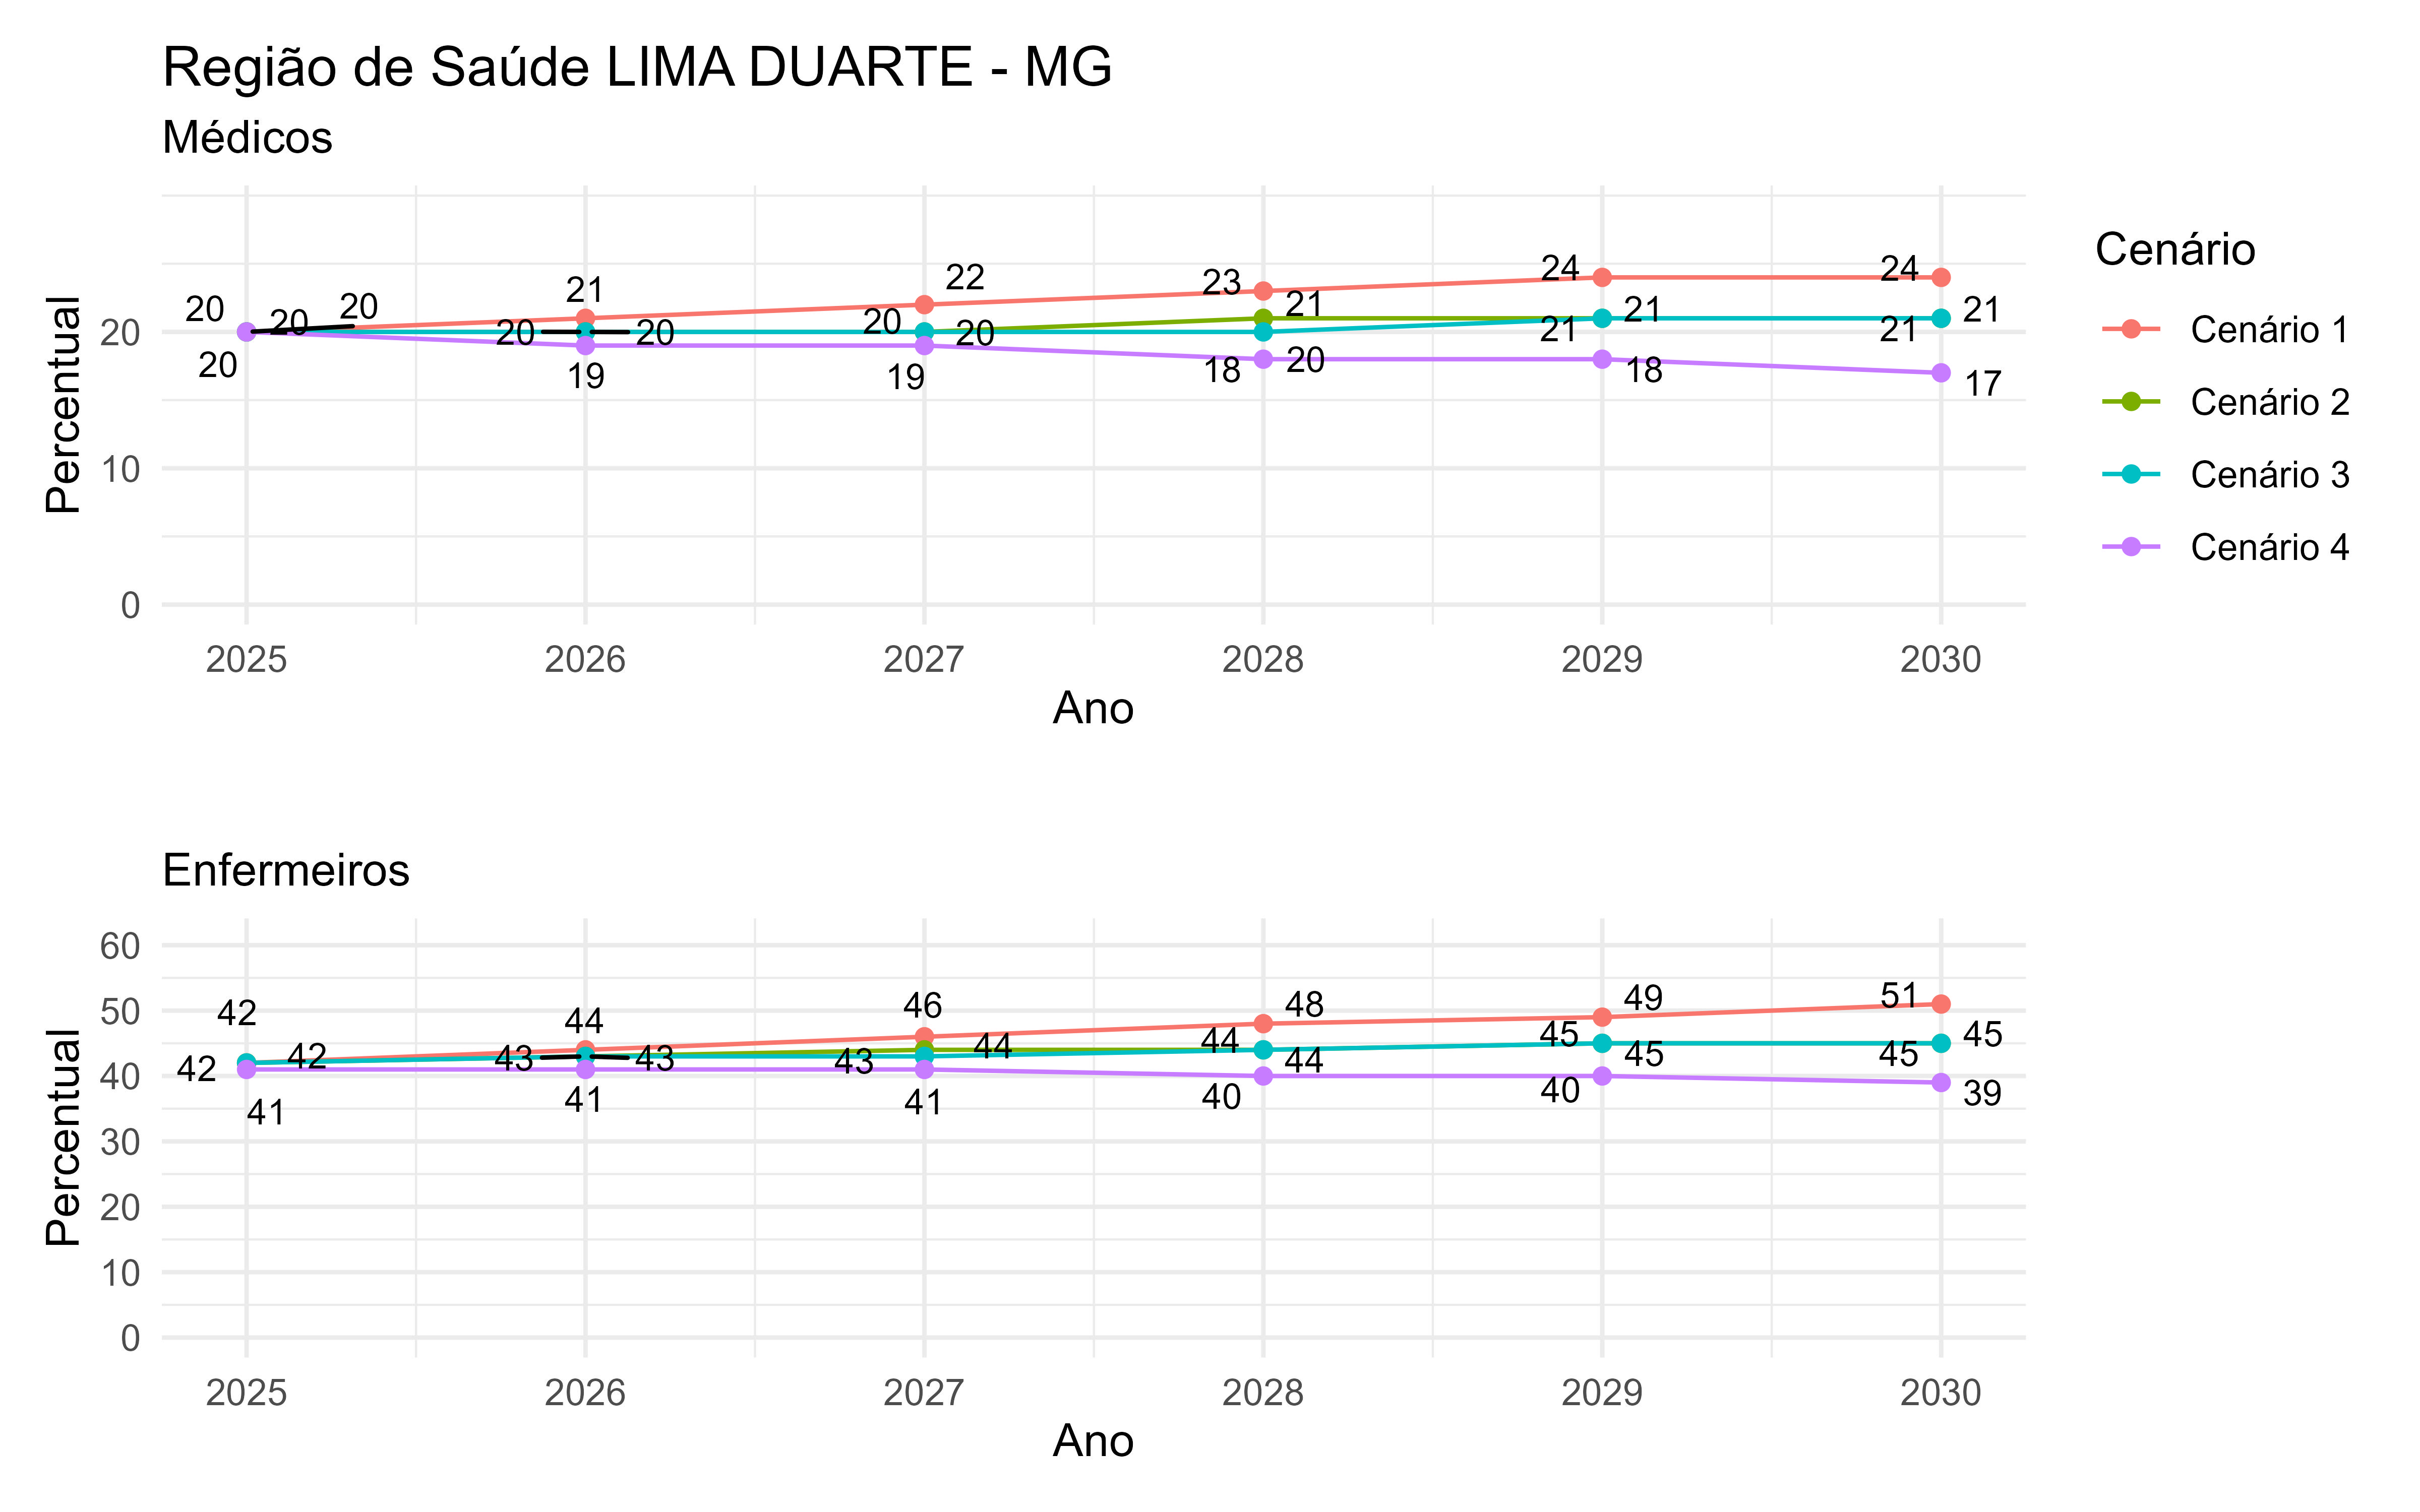 Região de Saúde LIMA DUARTE - MG
Médicos
Percentual
20
10
0
20 20 20 20
21 20 20 19
22 20 20 19
23 21 20 18
24 21 21 18
24 21 21 17
2025 2026 2027 2028 2029 2030
Ano
Cenário
Cenário 1
Cenário 2
Cenário 3
Cenário 4
Enfermeiros
Percentual
60
50
40
30
20
10
0
42 42 42 41
44 43 43 41
46 44 43 41
48 44 44 40
49 45 45 40
51 45 45 39
2025 2026 2027 2028 2029 2030
Ano